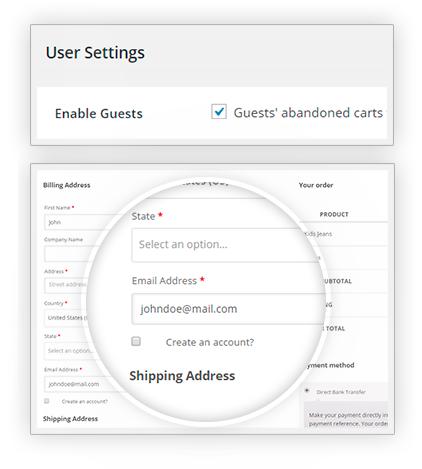 User Settings
Enable Guests
Guests' abandoned carts
Billing Address
Your order
First Name *
John
PRODUCT
Company Name
Kids Jeans
Address *
Street address
SUBTOTAL
Country *
United States (
TOTAL
State *
Select an option...
Email Address *
johndoe@mail.com
Create an account?
Shipping Address
State *
Select an option...
Email Address *
johndoe@mail.com
Create an account?
Shipping Address
ayment method
Direct Bank Transfer
Make your payment directly in
payment reference. Your order